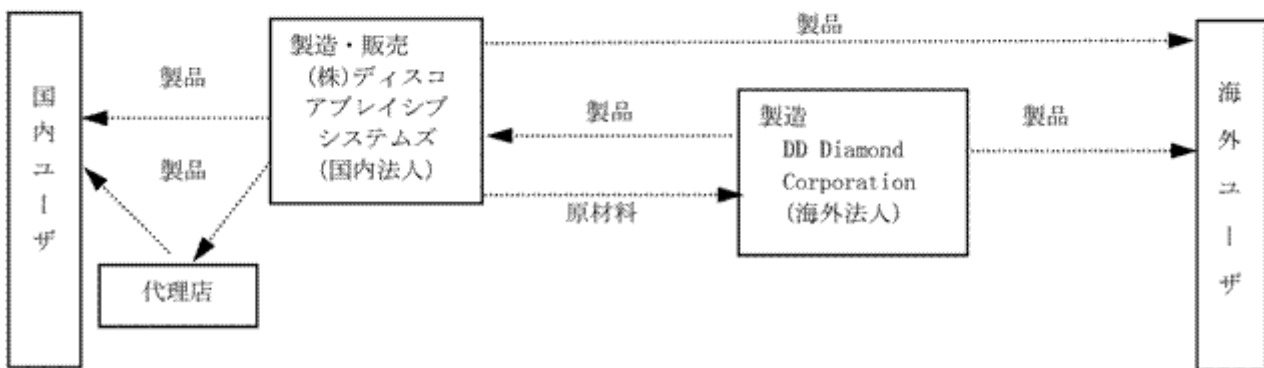 国内ユーザ
製品
製品
代理店
製造・販売
(株)ディスコ
アブレイシブ
システムズ
(国内法人)
製品
製品
原材料
製造
DD Diamond
Corporation
(海外法人)
製品
海外ユーザ